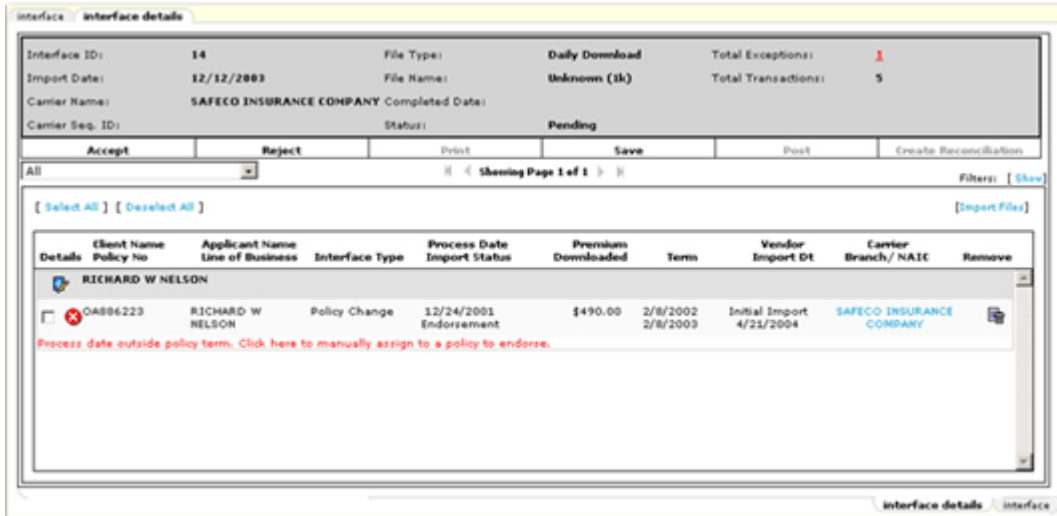 interface interface details
Interface ID: 14 File Type: Daily Download Total Exceptions: 1
Import Date: 12/12/2003 File Name: Unknown (1k) Total Transactions: 5
Carrier Name: SAFECO INSURANCE COMPANY Completed Date:
Carrier Seq. ID: Status: Pending
Accept Reject Print Save Post Create Reconciliation
All Showing Page 1 of 1 Filters: [ Show]
[ Select All ] [ Deselect All ] [Import Files]
Client Name Applicant Name Process Date Premium Vendor Carrier
Details Policy No Line of Business Interface Type Import Status Downloaded Term Import Dt Branch/ NAIC Remove
RICHARD W NELSON
OA886223 RICHARD W Policy Change 12/24/2001 $490.00 2/8/2002 Initial Import SAFECO INSURANCE
NELSON Endorsement 2/8/2003 4/21/2004 COMPANY
Process date outside policy term. Click here to manually assign to a policy to endorse.
interface details interface